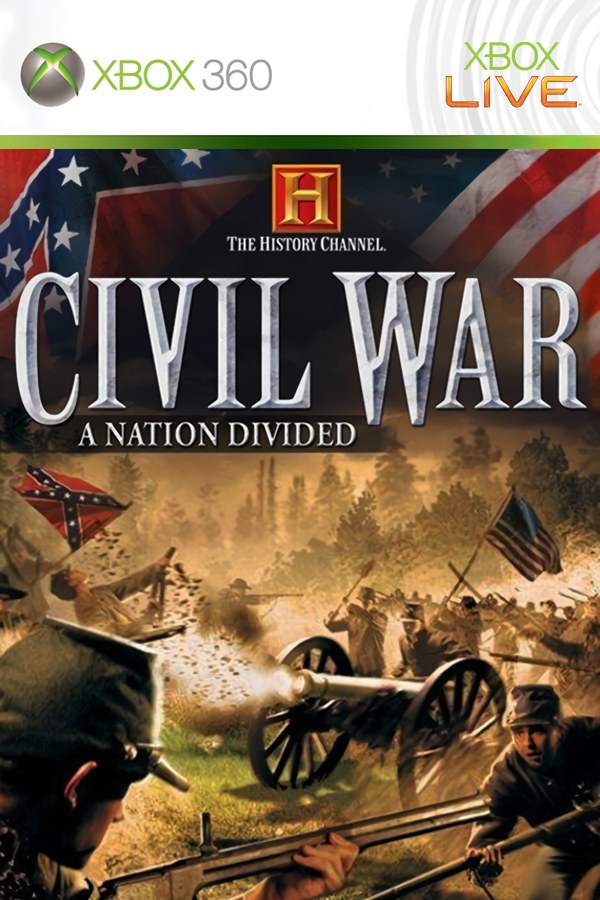 XBOX 360
XBOX
LIVE
H
THE HISTORY CHANNEL.
CIVIL WAR
A NATION DIVIDED